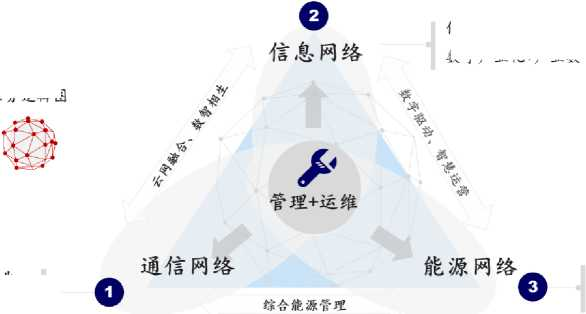 2
信息网络
云网融合、数智相生
数字驱动、智慧运营
管理+运维
通信网络
能源网络
1
3
综合能源管理